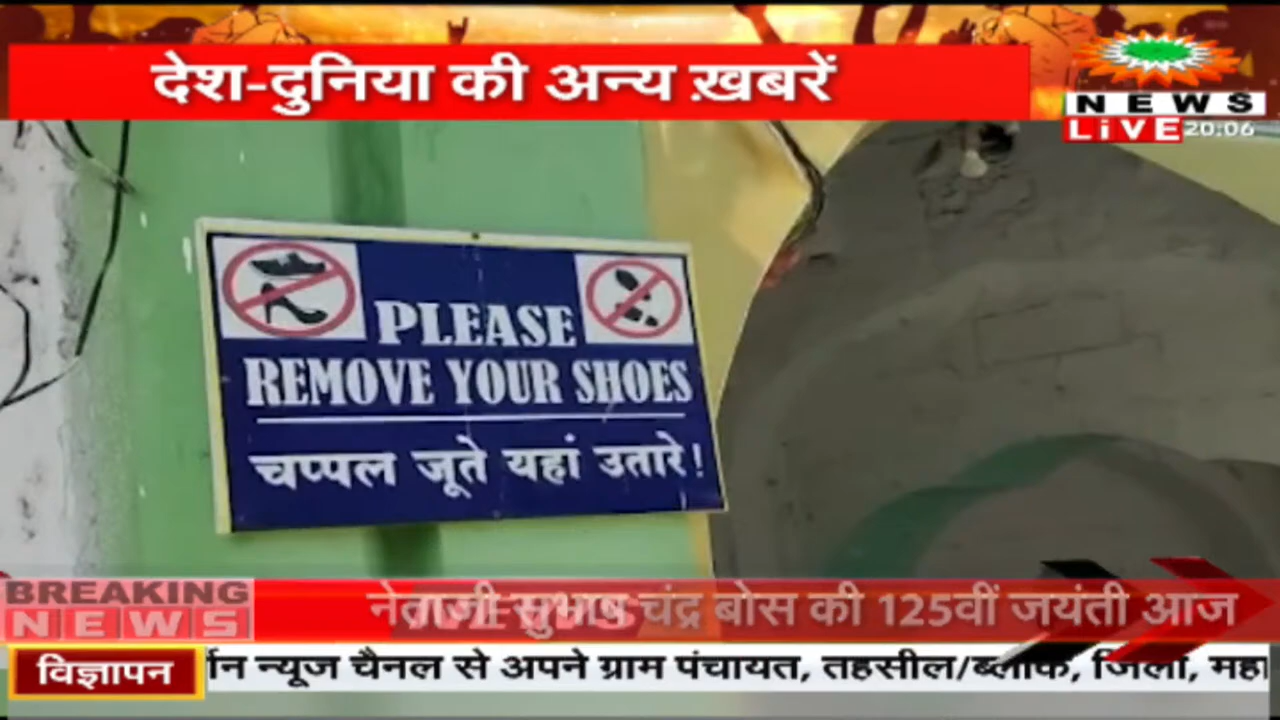 देश-दुनिया की अन्य ख़बरें
NEWS
LiVE 20:06
PLEASE
REMOVE YOUR SHOES
चप्पल जूते यहां उतारे!
BREAKING
NEWS
नेताजी सुभाष चंद्र बोस की 125वीं जयंती आज
विज्ञापन
न्यूज चैनल से अपने ग्राम पंचायत, तहसील/ब्लॉक, जिला,